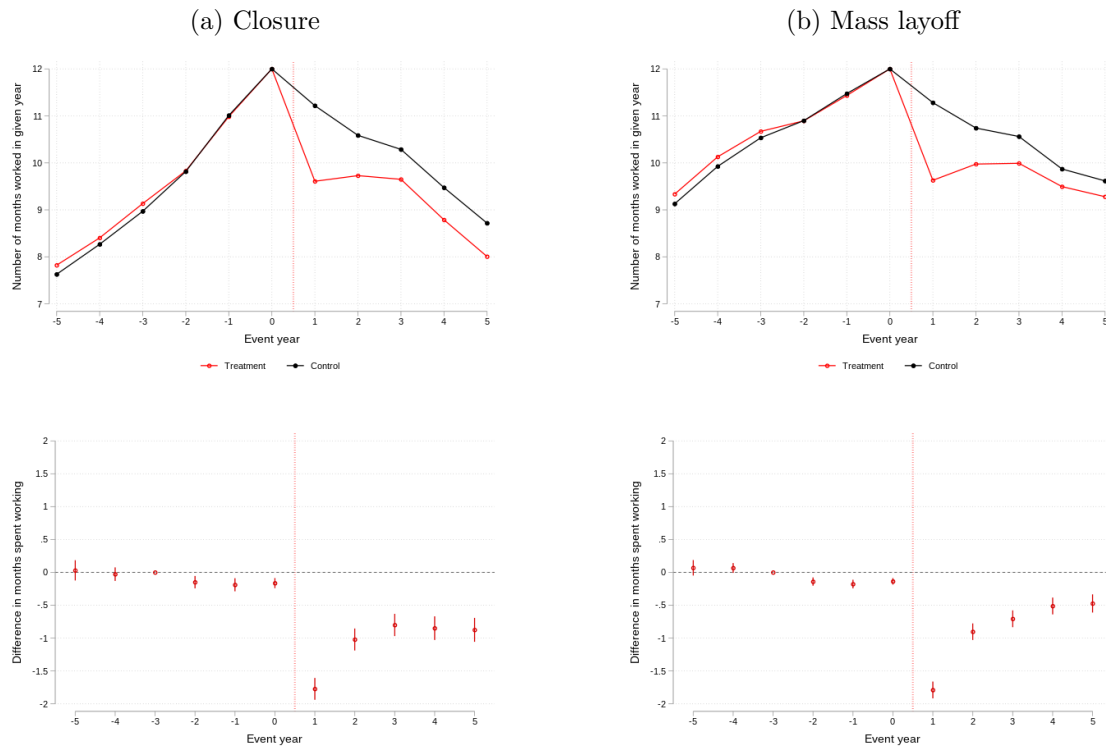 (a) Closure
Number of months worked in given year
12
11
10
9
8
7
-5 -4 -3 -2 -1 0 1 2 3 4 5
Event year
Treatment Control
(b) Mass layoff
Number of months worked in given year
12
11
10
9
8
7
-5 -4 -3 -2 -1 0 1 2 3 4 5
Event year
Treatment Control
Difference in months spent working
2
1.5
1
.5
0
-.5
-1
-1.5
-2
-5 -4 -3 -2 -1 0 1 2 3 4 5
Event year
Difference in months spent working
2
1.5
1
.5
0
-.5
-1
-1.5
-2
-5 -4 -3 -2 -1 0 1 2 3 4 5
Event year